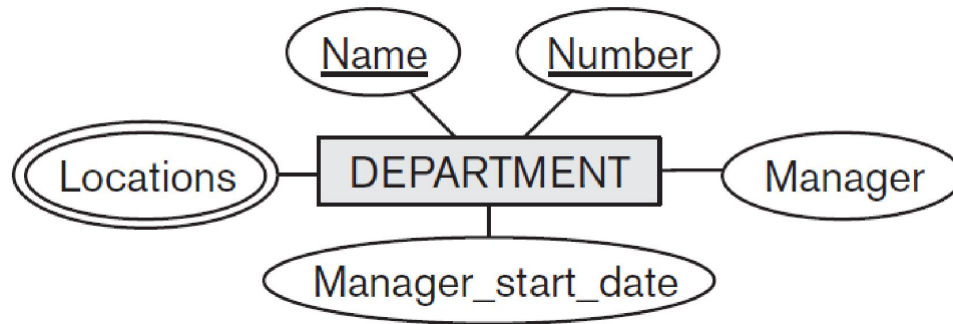 Name
Number
Locations
DEPARTMENT
Manager
Manager_start_date